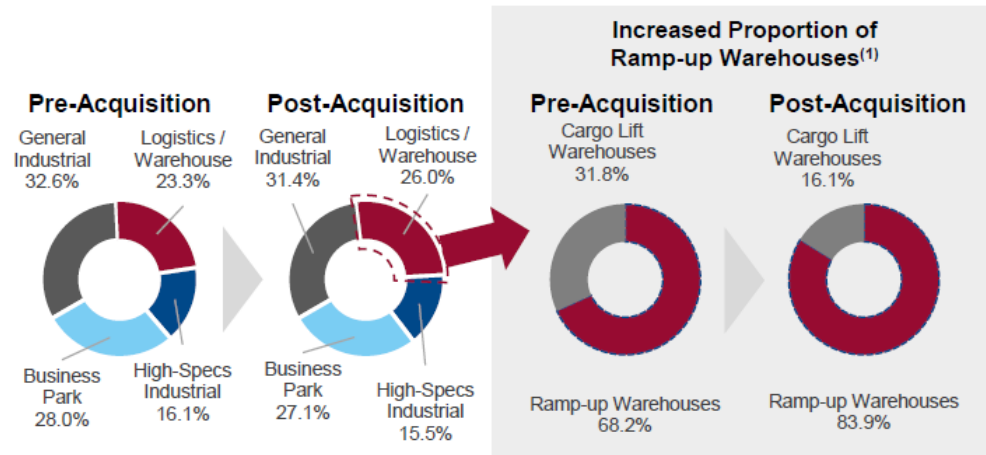 Increased Proportion of
Ramp-up Warehouses(1)
Pre-Acquisition
General
Industrial
32.6%
Logistics /
Warehouse
23.3%
Business
Park
28.0%
High-Specs
Industrial
16.1%
Post-Acquisition
General
Industrial
31.4%
Logistics /
Warehouse
26.0%
Business
Park
27.1%
High-Specs
Industrial
15.5%
Pre-Acquisition
Cargo Lift
Warehouses
31.8%
Ramp-up Warehouses
68.2%
Post-Acquisition
Cargo Lift
Warehouses
16.1%
Ramp-up Warehouses
83.9%